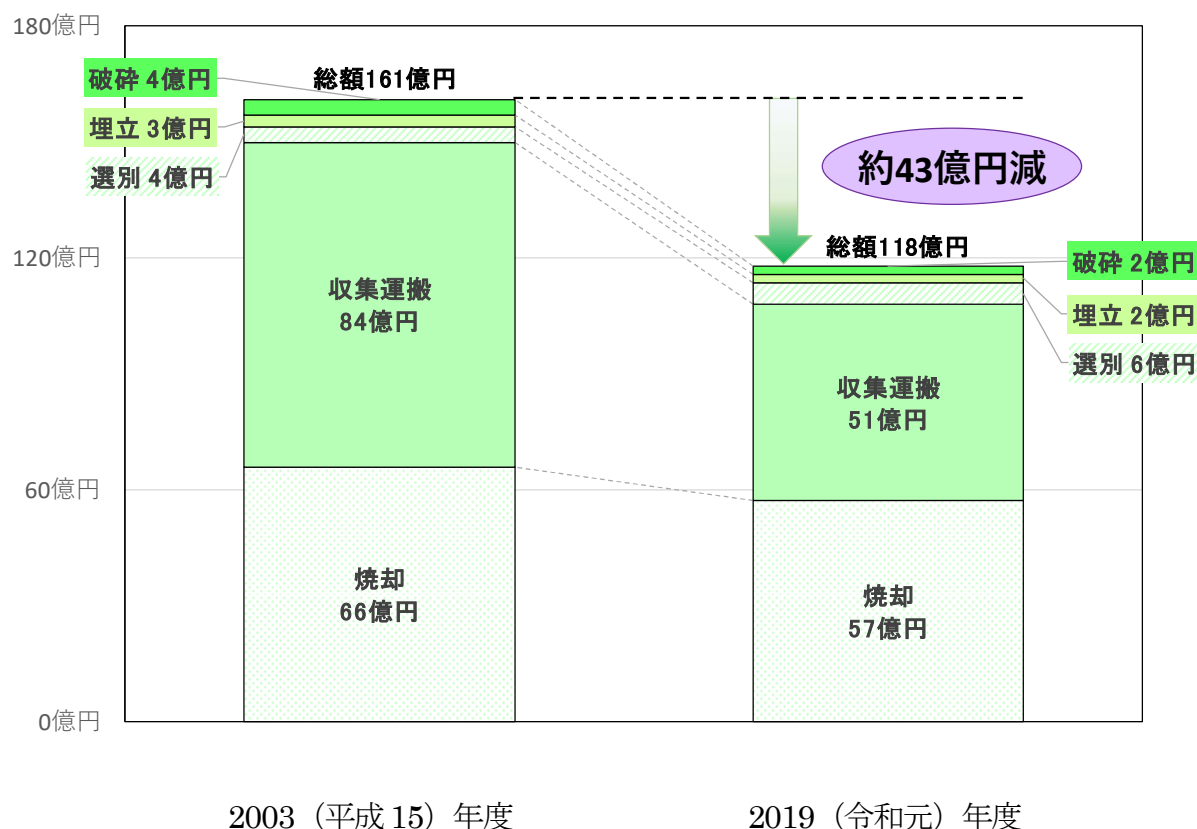 180億円
破砕 4億円
総額161億円
埋立 3億円
選別 4億円
約43億円減
120億円
総額118億円
破砕 2億円
収集運搬
84億円
埋立 2億円
選別 6億円
収集運搬
51億円
60億円
焼却
66億円
焼却
57億円
0億円
2003（平成 15）年度
2019（令和元）年度